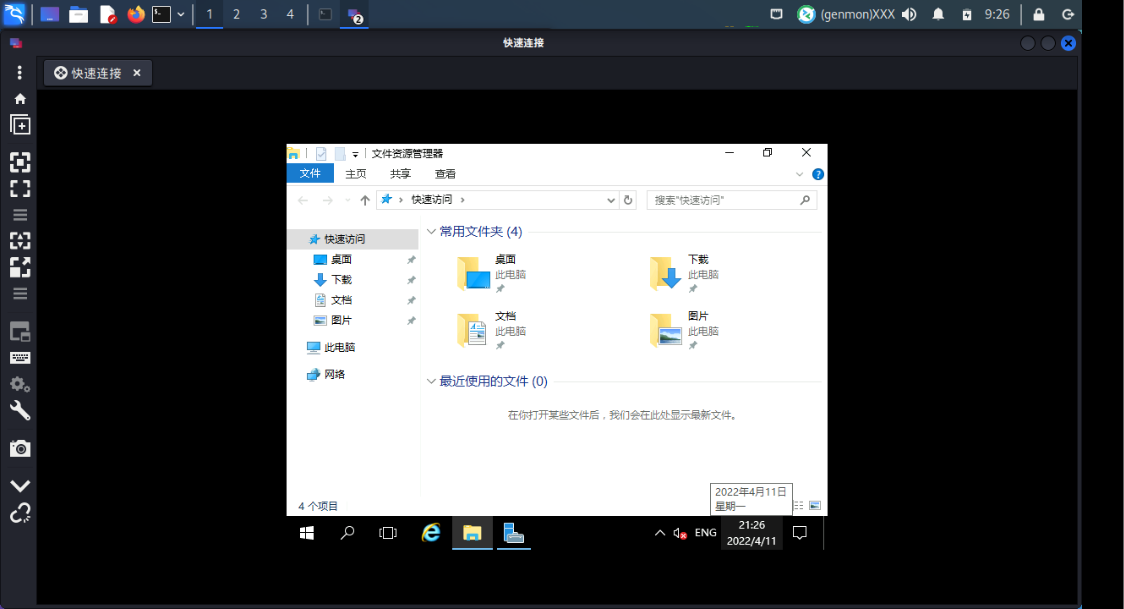 1 2 3 4
2
(genmon)XXX
9:26
快速连接
快速连接
文件资源管理器
文件 主页 共享 查看
快速访问
搜索"快速访问"
快速访问
桌面
下载
文档
图片
此电脑
网络
常用文件夹 (4)
桌面
此电脑
下载
此电脑
文档
此电脑
图片
此电脑
最近使用的文件 (0)
在你打开某些文件后，我们会在此处显示最新文件。
4 个项目
2022年4月11日
星期一
ENG
21:26
2022/4/11